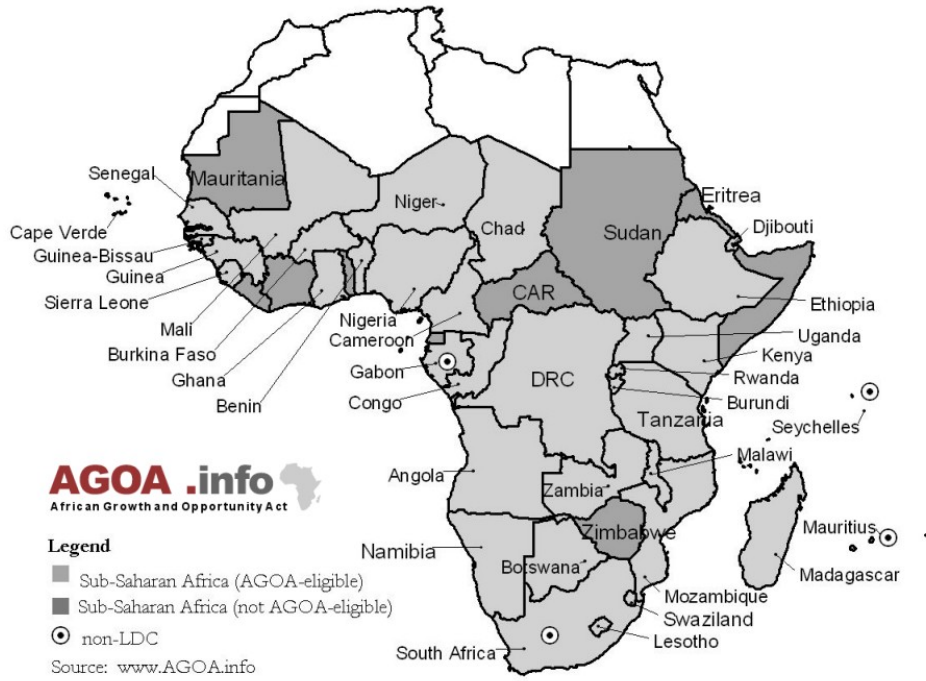 Senegal
Mauritania
Niger
Chad
Sudan
Eritrea
Cape Verde
Djibouti
Guinea-Bissau
Guinea
Sierra Leone
CAR
Ethiopia
Mali
Nigeria
Uganda
Burkina Faso
Cameroon
Kenya
Ghana
Gabon
DRC
Rwanda
Benin
Congo
Burundi
Tanzania
Seychelles
Malawi
Angola
Zambia
AGOA .info
African Growth and Opportunity Act
Mauritius
Zimbabwe
Namibia
Botswana
Madagascar
Legend
Sub-Saharan Africa (AGOA-eligible)
Mozambique
Sub-Saharan Africa (not AGOA-eligible)
Swaziland
non-LDC
Lesotho
South Africa
Source: www.AGOA.info